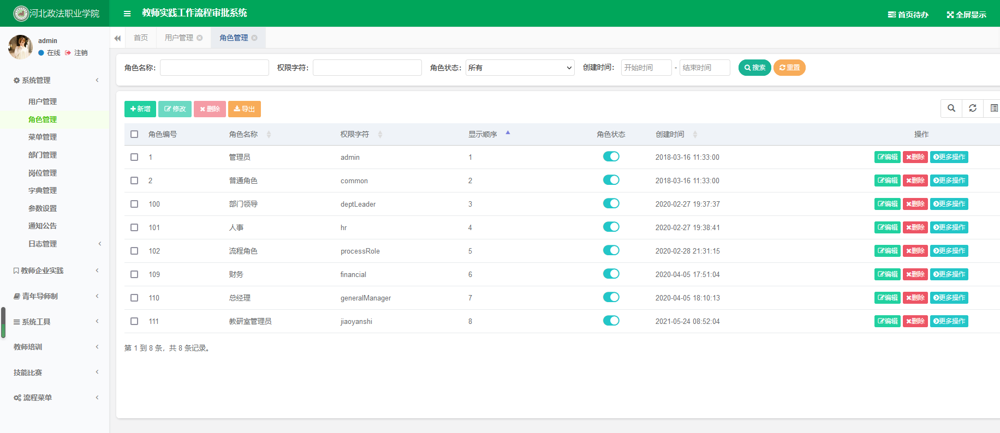 河北政法职业学院
教师实践工作流程审批系统
首页待办
全屏显示
admin
在线 注销
首页
用户管理
角色管理
系统管理
用户管理
角色管理
菜单管理
部门管理
岗位管理
字典管理
参数设置
通知公告
日志管理
教师企业实践
青年导师制
系统工具
教师培训
技能比赛
流程菜单
角色名称： 权限字符： 角色状态： 所有 创建时间： 开始时间 - 结束时间 搜索 重置
新增 修改 删除 导出
角色编号 角色名称 权限字符 显示顺序 角色状态 创建时间 操作
1 管理员 admin 1 2018-03-16 11:33:00 编辑 删除 更多操作
2 普通角色 common 2 2018-03-16 11:33:00 编辑 删除 更多操作
100 部门领导 deptLeader 3 2020-02-27 19:37:37 编辑 删除 更多操作
101 人事 hr 4 2020-02-27 19:38:41 编辑 删除 更多操作
102 流程角色 processRole 5 2020-02-28 21:31:15 编辑 删除 更多操作
109 财务 financial 6 2020-04-05 17:51:04 编辑 删除 更多操作
110 总经理 generalManager 7 2020-04-05 18:10:13 编辑 删除 更多操作
111 教研室管理员 jiaoyanshi 8 2021-05-24 08:52:04 编辑 删除 更多操作
第 1 到 8 条，共 8 条记录。